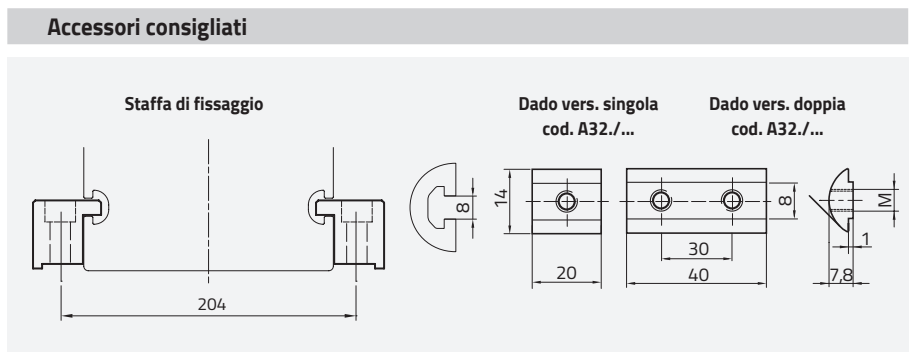 Accessori consigliati
Staffa di fissaggio
Dado vers. singola
cod. A32./...
Dado vers. doppia
cod. A32./...
204
8
14
20
30
40
8
M
1
7,8